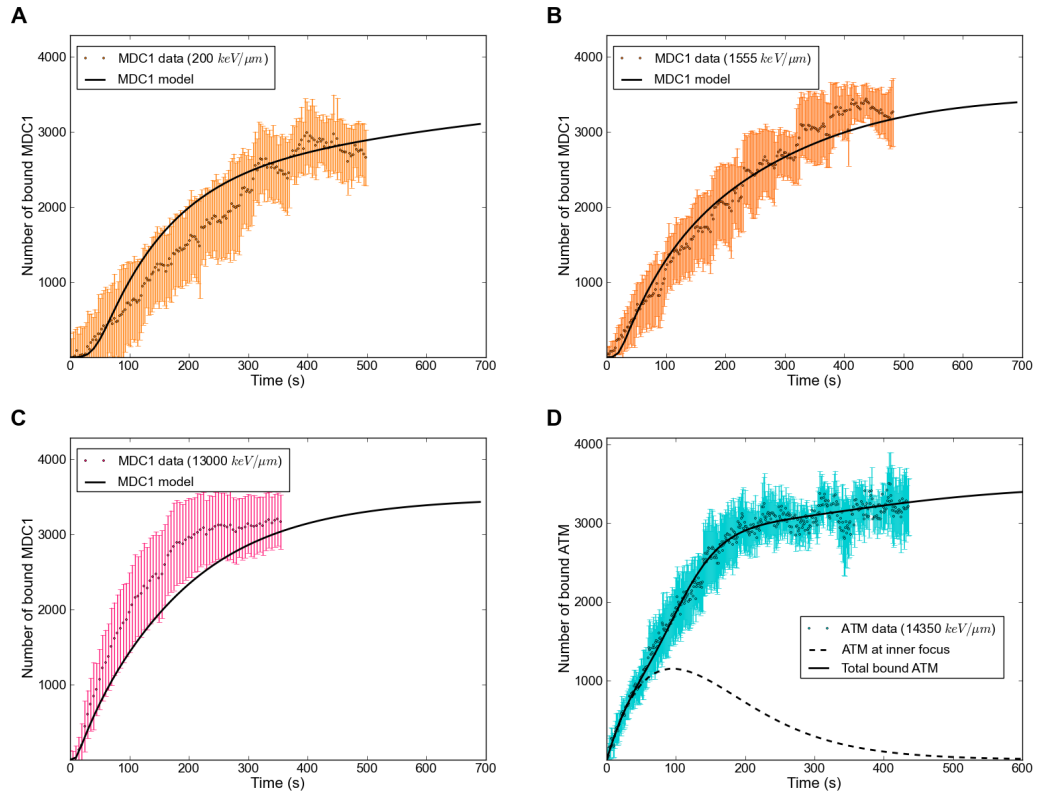 A
MDC1 data (200 keV/μm)
MDC1 model
Number of bound MDC1
4000
3000
2000
1000
0 100 200 300 400 500 600 700
Time (s)
B
MDC1 data (1555 keV/μm)
MDC1 model
Number of bound MDC1
4000
3000
2000
1000
0 100 200 300 400 500 600 700
Time (s)
C
MDC1 data (13000 keV/μm)
MDC1 model
Number of bound MDC1
4000
3000
2000
1000
0 100 200 300 400 500 600 700
Time (s)
D
Number of bound ATM
4000
3000
2000
1000
ATM data (14350 keV/μm)
ATM at inner focus
Total bound ATM
0 100 200 300 400 500 600
Time (s)